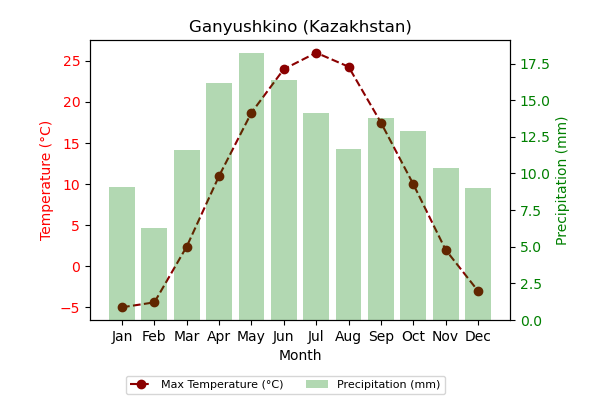 Ganyushkino (Kazakhstan)
25
20
15
10
5
0
−5
Temperature (°C)
17.5
15.0
12.5
10.0
7.5
5.0
2.5
0.0
Precipitation (mm)
Jan Feb Mar Apr May Jun Jul Aug Sep Oct Nov Dec
Month
Max Temperature (°C) Precipitation (mm)